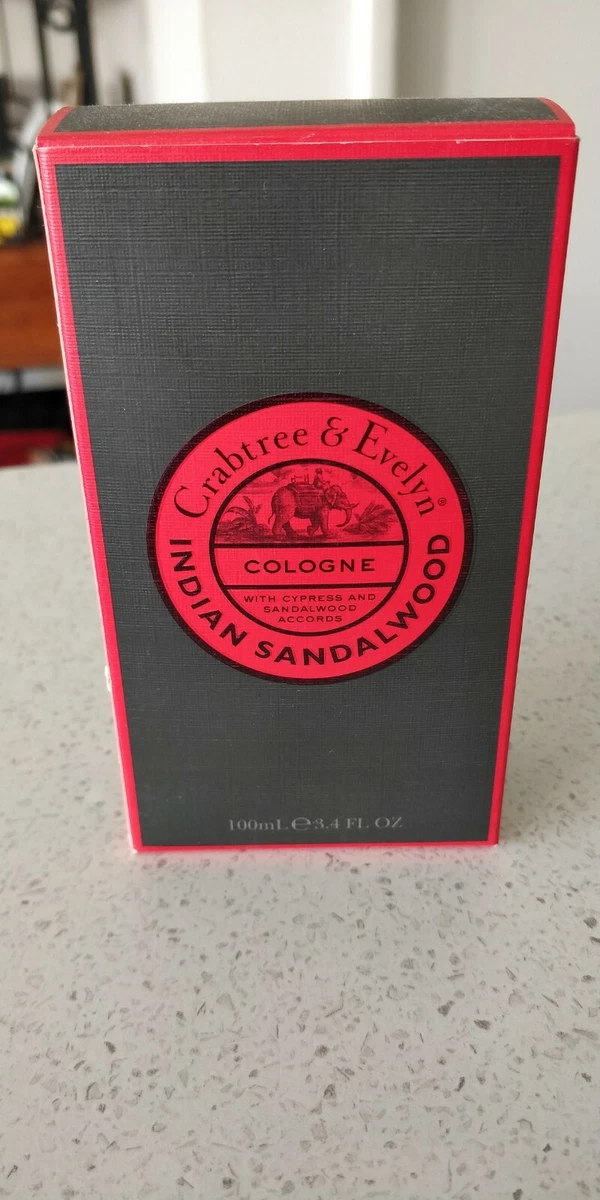 Crabtree & Evelyn®
COLOGNE
WITH CYPRESS AND
SANDALWOOD
ACCORDS
INDIAN SANDALWOOD
100mL ℮ 3.4 FL OZ